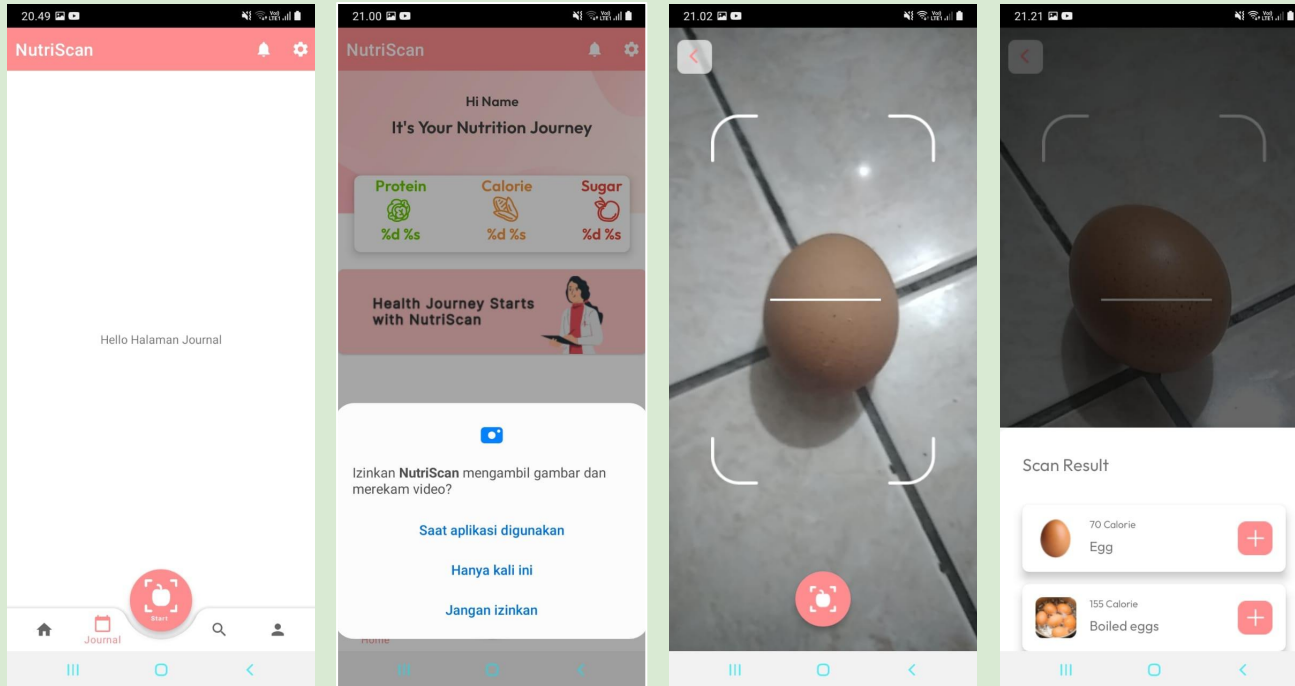 20.49
NutriScan
Hello Halaman Journal
Start
Journal
21.00
NutriScan
Hi Name
It's Your Nutrition Journey
Protein Calorie Sugar
%d %s %d %s %d %s
Health Journey Starts
with NutriScan
Izinkan NutriScan mengambil gambar dan
merekam video?
Saat aplikasi digunakan
Hanya kali ini
Jangan izinkan
Home
21.02
21.21
Scan Result
70 Calorie
Egg
155 Calorie
Boiled eggs